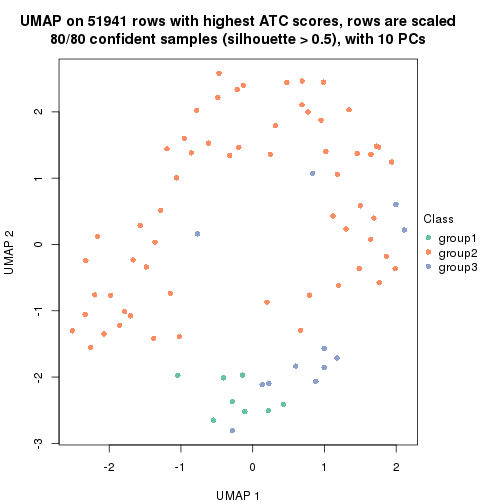 UMAP on 51941 rows with highest ATC scores, rows are scaled
80/80 confident samples (silhouette > 0.5), with 10 PCs
2
1
0
-1
-2
-3
UMAP 2
-2
-1
0
1
2
UMAP 1
Class
group1
group2
group3